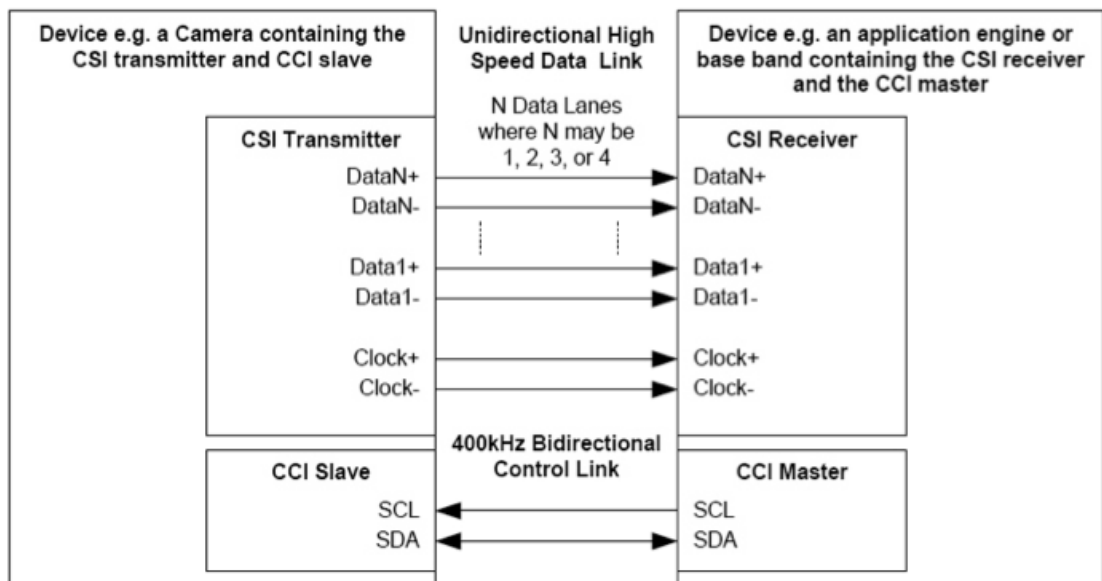 Device e.g. a Camera containing the
CSI transmitter and CCI slave
Unidirectional High
Speed Data Link
N Data Lanes
where N may be
1, 2, 3, or 4
Device e.g. an application engine or
base band containing the CSI receiver
and the CCI master
CSI Transmitter
DataN+
DataN-
Data1+
Data1-
Clock+
Clock-
CSI Receiver
DataN+
DataN-
Data1+
Data1-
Clock+
Clock-
400kHz Bidirectional
Control Link
CCI Slave
SCL
SDA
CCI Master
SCL
SDA